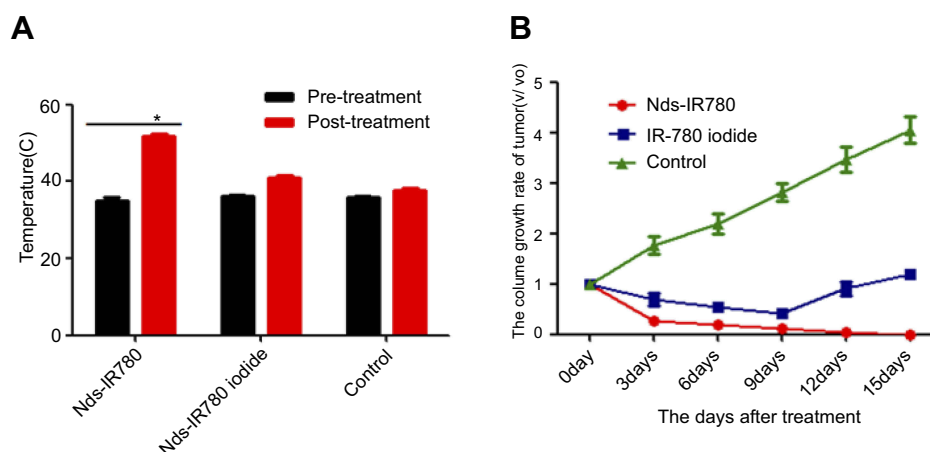 A
Temperature(C)
60
40
20
0
Pre-treatment
Post-treatment
*
Nds-IR780
Nds-IR780 iodide
Control
B
The colume growth rate of tumor(v/ vo)
5
4
3
2
1
0
Nds-IR780
IR-780 iodide
Control
0day
3days
6days
9days
12days
15days
The days after treatment